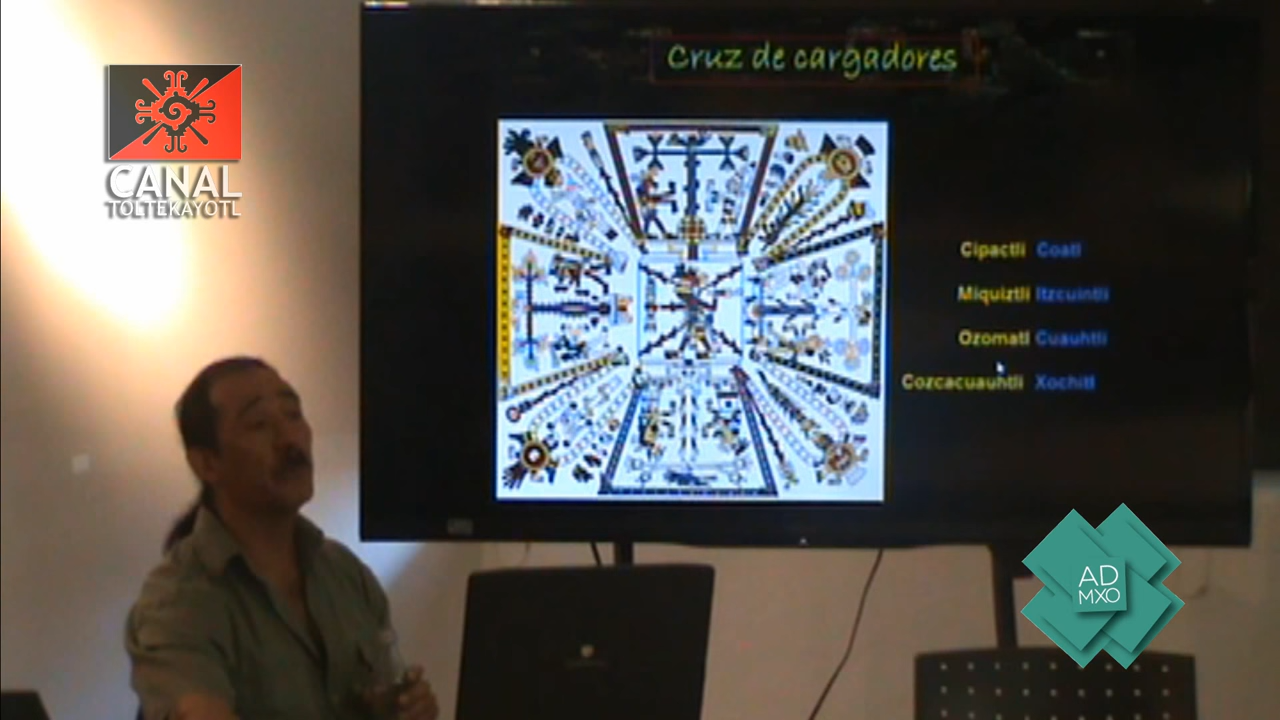 Cruz de cargadores
CANAL
TOLTEKAYOTL
Cipactli Coatl
Miquiztli Itzcuintli
Ozomatl Cuauhtli
Cozcacuauhtli Xochitl
AD
MXO